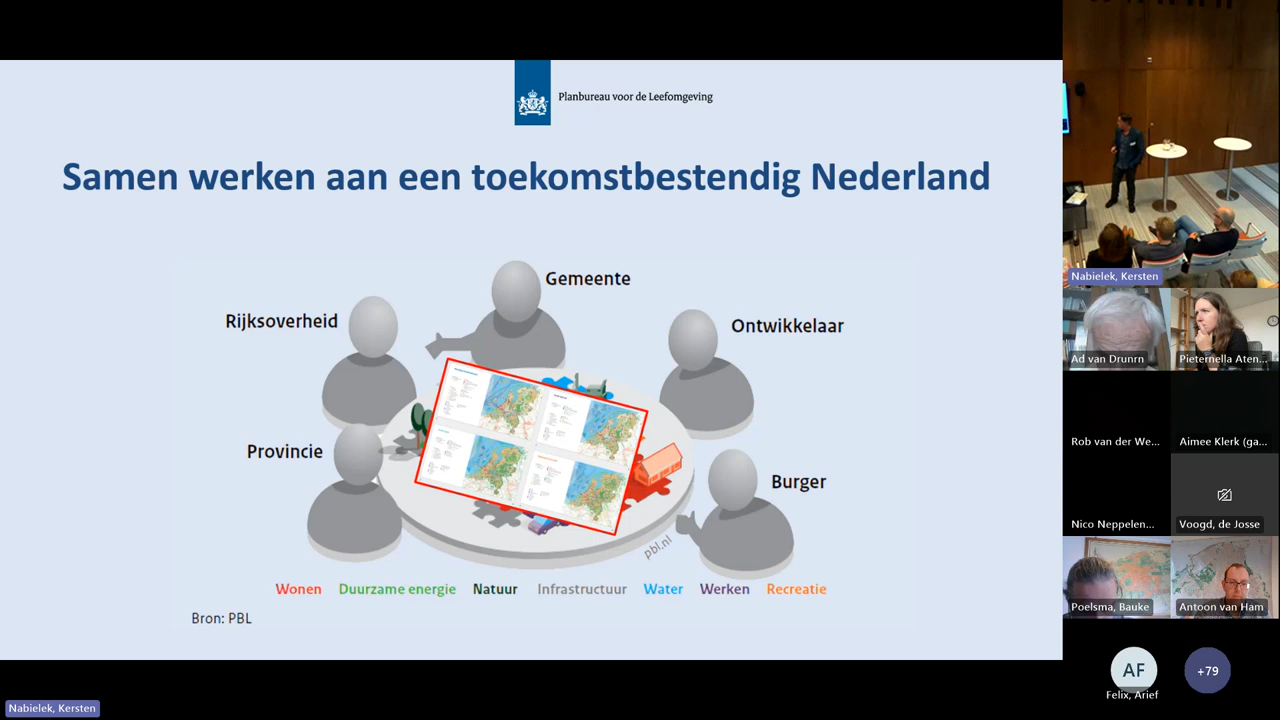 Planbureau voor de Leefomgeving
Samen werken aan een toekomstbestendig Nederland
Gemeente
Rijksoverheid
Ontwikkelaar
Provincie
Burger
pbl.nl
Wonen Duurzame energie Natuur Infrastructuur Water Werken Recreatie
Bron: PBL
Nabielek, Kersten
Nabielek, Kersten
Ad van Drunrn
Pieternella Aten...
Rob van der We...
Aimee Klerk (ga...
Nico Neppelen...
Voogd, de Josse
Poelsma, Bauke
Antoon van Ham
AF
Felix, Arief
+79